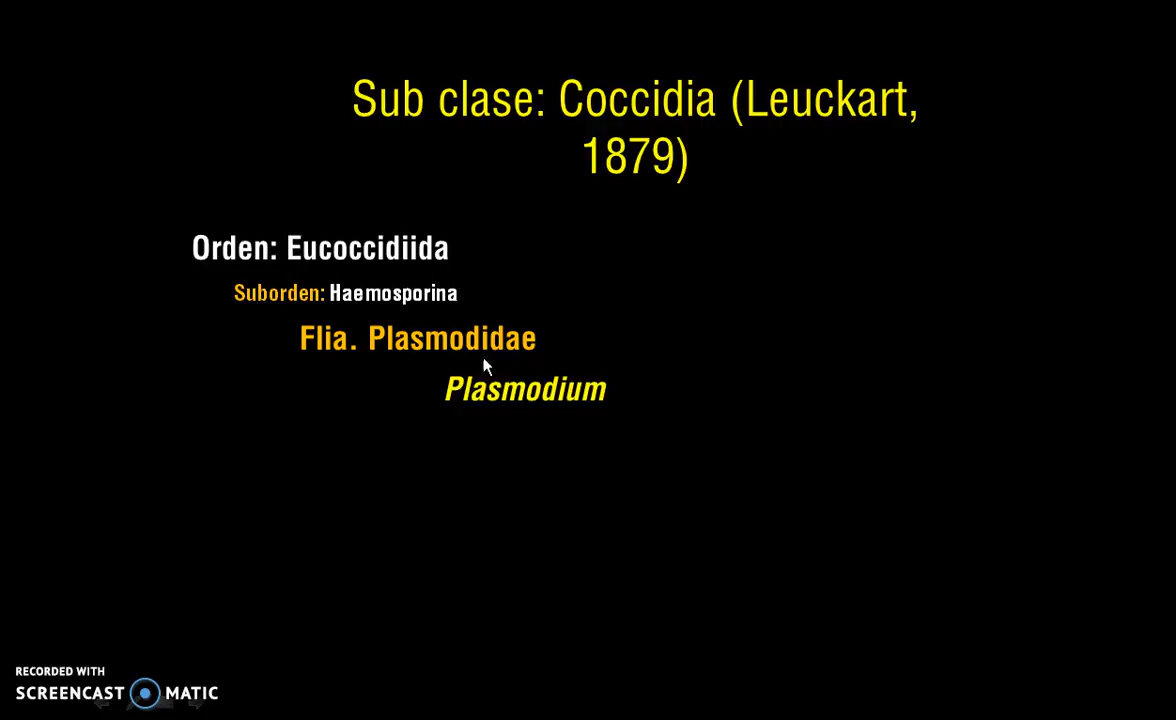 Sub clase: Coccidia (Leuckart,
1879)
Orden: Eucoccidiida
Suborden: Haemosporina
Flia. Plasmodidae
Plasmodium
RECORDED WITH
SCREENCAST MATIC